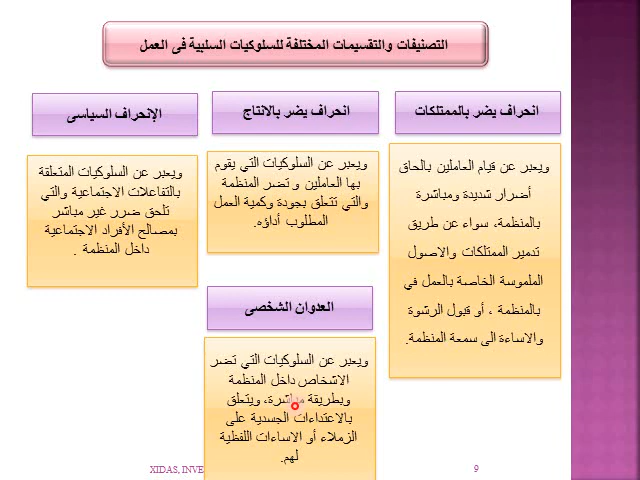 التصنيفات والتقسيمات المختلفة للسلوكيات السلبية فى العمل
انحراف يضر بالممتلكات
ويعبر عن قيام العاملين بالحاق
أضرار شديدة ومباشرة
بالمنظمة، سواء عن طريق
تدمير الممتلكات والاصول
الملموسة الخاصة بالعمل في
بالمنظمة ، أو قبول الرشوة
والاساءة الى سمعة المنظمة.
انحراف يضر بالانتاج
ويعبر عن السلوكيات التي يقوم
بها العاملين و تضر المنظمة
والتي تتعلق بجودة وكمية العمل
المطلوب أداؤه.
الإنحراف السياسى
ويعبر عن السلوكيات المتعلقة
بالتفاعلات الاجتماعية والتي
تلحق ضرر غير مباشر
بمصالح الأفراد الاجتماعية
داخل المنظمة .
العدوان الشخصى
ويعبر عن السلوكيات التي تضر
الاشخاص داخل المنظمة
وبطريقة مباشرة، ويتعلق
بالاعتداءات الجسدية على
الزملاء أو الاساءات اللفظية
لهم.
XIDAS, INVE
9